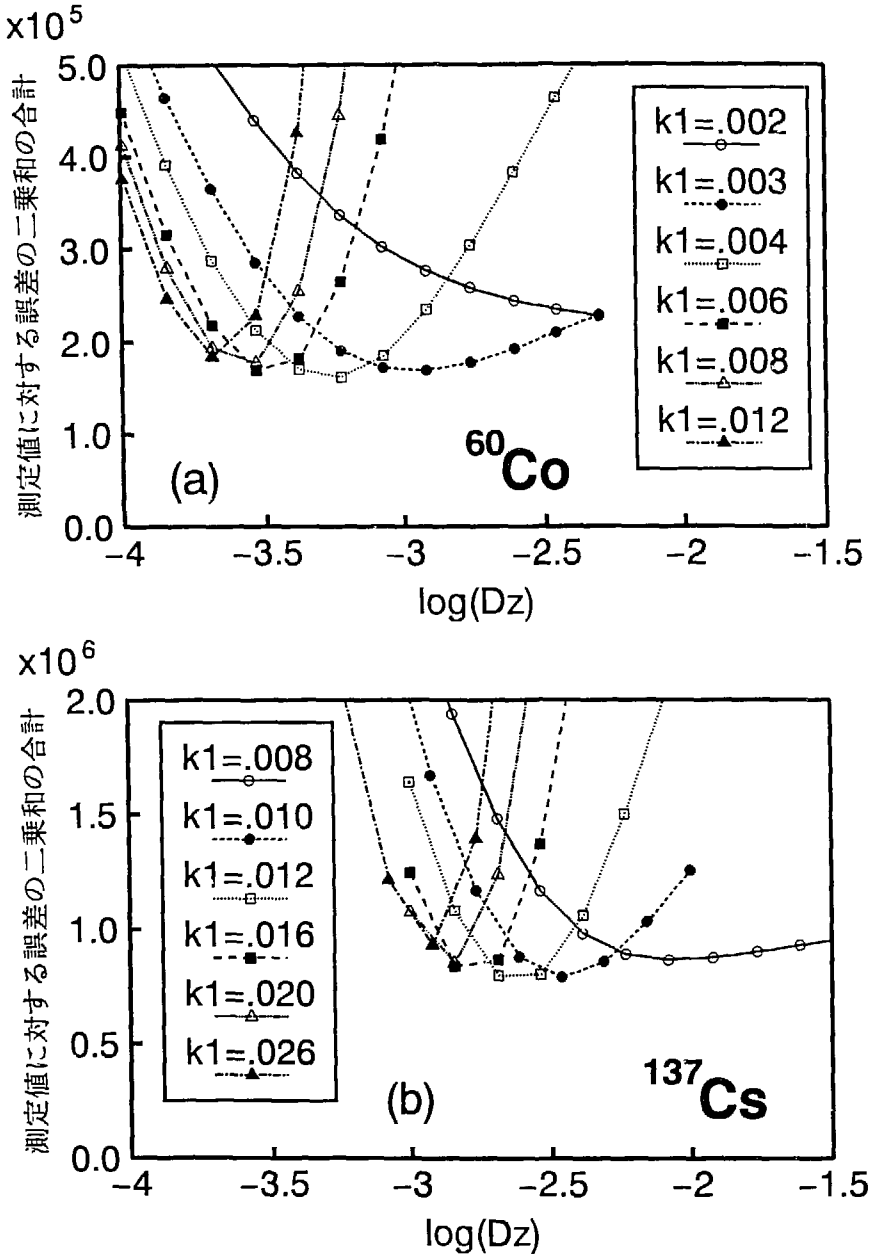 x10⁵
測定値に対する誤差の二乗和の合計
5.0
4.0
3.0
2.0
1.0
0.0
-4
-3.5
-3
-2.5
-2
-1.5
log(Dz)
k1=.002
k1=.003
k1=.004
k1=.006
k1=.008
k1=.012
(a)
⁶⁰Co
x10⁶
測定値に対する誤差の二乗和の合計
2.0
1.5
1.0
0.5
0.0
-4
-3.5
-3
-2.5
-2
-1.5
log(Dz)
k1=.008
k1=.010
k1=.012
k1=.016
k1=.020
k1=.026
(b)
¹³⁷Cs